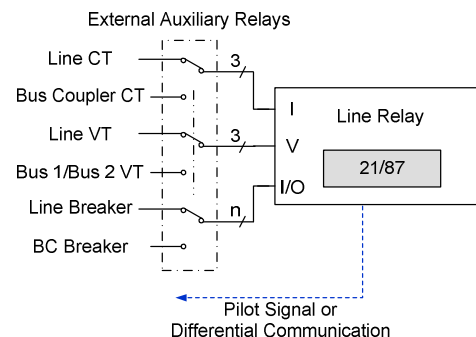 External Auxiliary Relays
Line CT
3
Bus Coupler CT
I
Line Relay
Line VT
3
V
21/87
Bus 1/Bus 2 VT
I/O
Line Breaker
n
BC Breaker
Pilot Signal or
Differential Communication